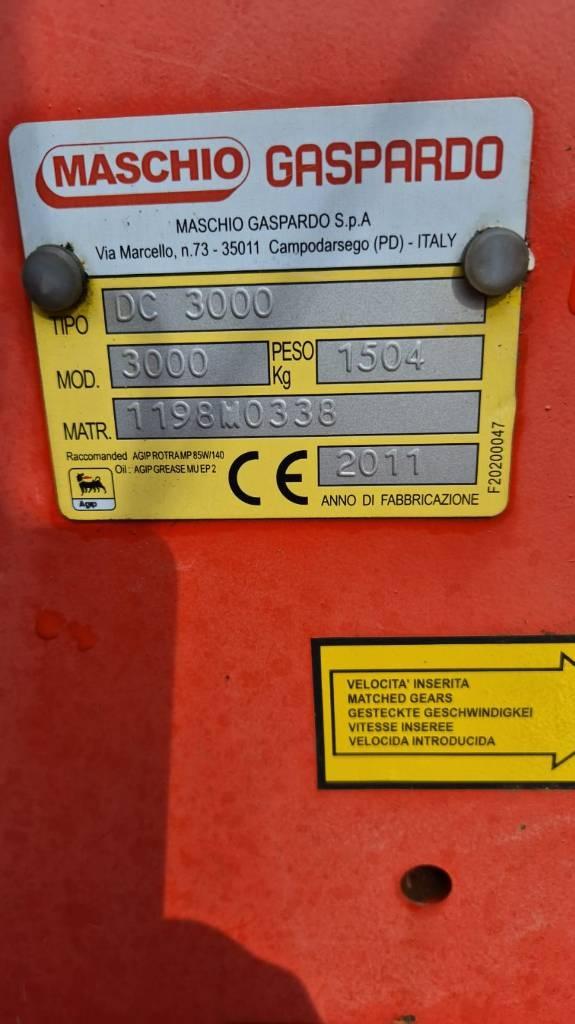 MASCHIO GASPARDO
MASCHIO GASPARDO S.p.A
Via Marcello, n.73 - 35011 Campodarsego (PD) - ITALY
TIPO DC 3000
MOD. 3000 PESO Kg 1504
MATR. 1198M0338
Raccomanded AGIP ROTRA MP 85W/140
Oil : AGIP GREASE MU EP 2
Agip
CE 2011
ANNO DI FABBRICAZIONE
F20200047
VELOCITA' INSERITA
MATCHED GEARS
GESTECKTE GESCHWINDIGKEI
VITESSE INSEREE
VELOCIDA INTRODUCIDA